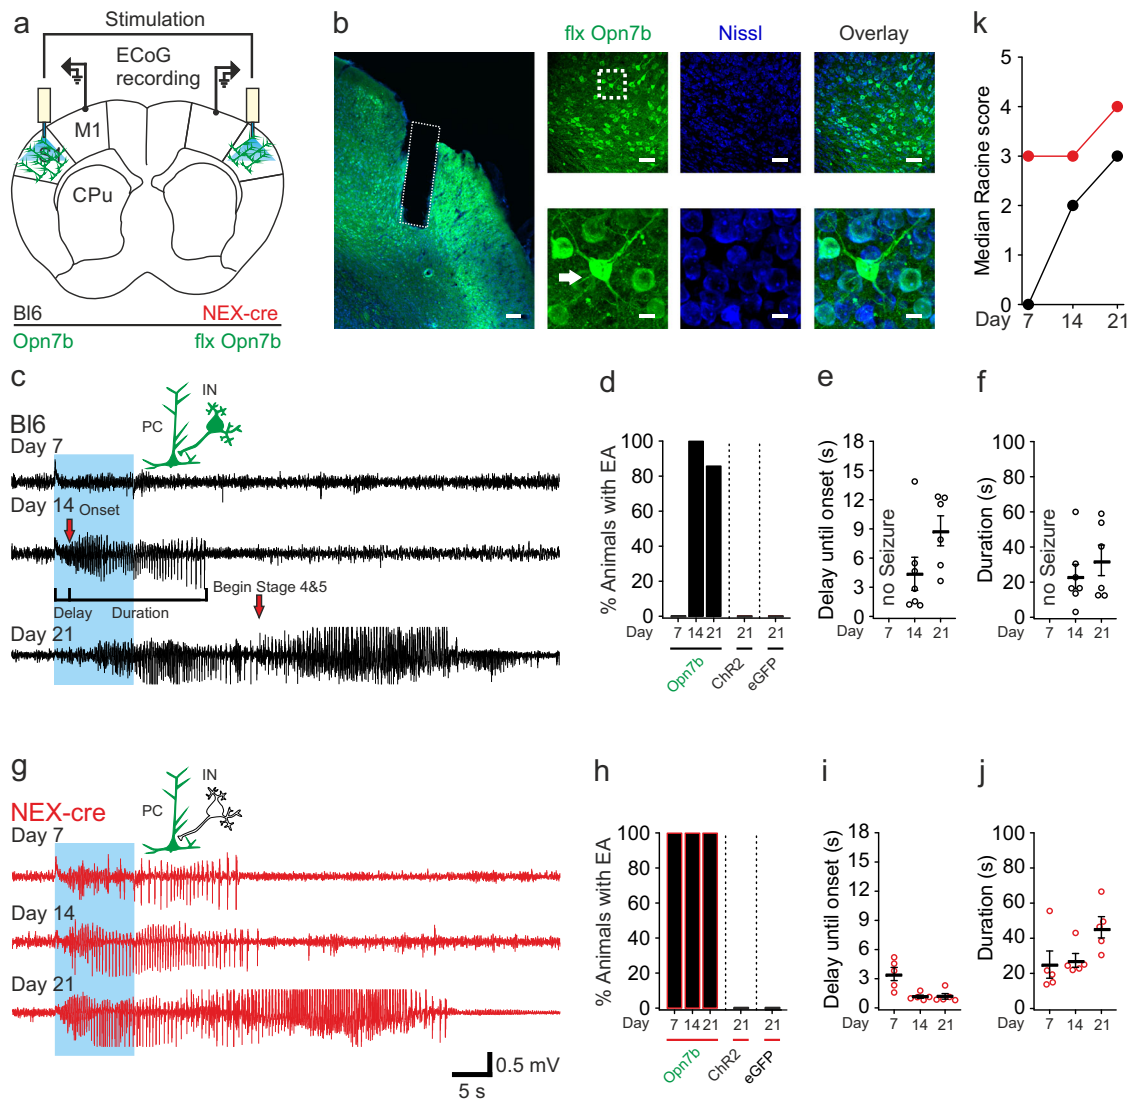 a
Stimulation
ECoG
recording
M1
CPu
Bl6
NEX-cre
Opn7b
flx Opn7b
b
flx Opn7b
Nissl
Overlay
k
Median Racine score
5
4
3
2
1
0
Day
7
14
21
c
Bl6
PC
IN
Day 7
Day 14
Onset
Delay
Duration
Begin Stage 4&5
Day 21
d
% Animals with EA
100
80
60
40
20
0
Day
7
14
21
21
21
Opn7b
ChR2
eGFP
e
Delay until onset (s)
18
15
12
9
6
3
0
no Seizure
7
14
21
Day
f
Duration (s)
100
80
60
40
20
0
no Seizure
7
14
21
g
NEX-cre
PC
IN
Day 7
Day 14
Day 21
0.5 mV
5 s
h
% Animals with EA
100
80
60
40
20
0
Day
7
14
21
21
21
Opn7b
ChR2
eGFP
i
Delay until onset (s)
18
15
12
9
6
3
0
Day
7
14
21
j
Duration (s)
100
80
60
40
20
0
7
14
21